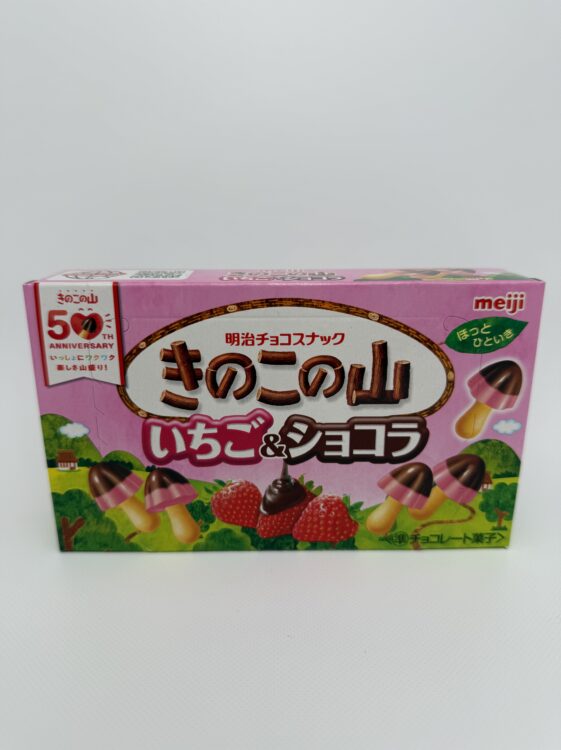 きのこの山
50TH
ANNIVERSARY
いっしょにワクワク
楽しさ山盛り!
meiji
ほっと
ひといき
明治チョコスナック
きのこの山
いちご&ショコラ
準チョコレート菓子>